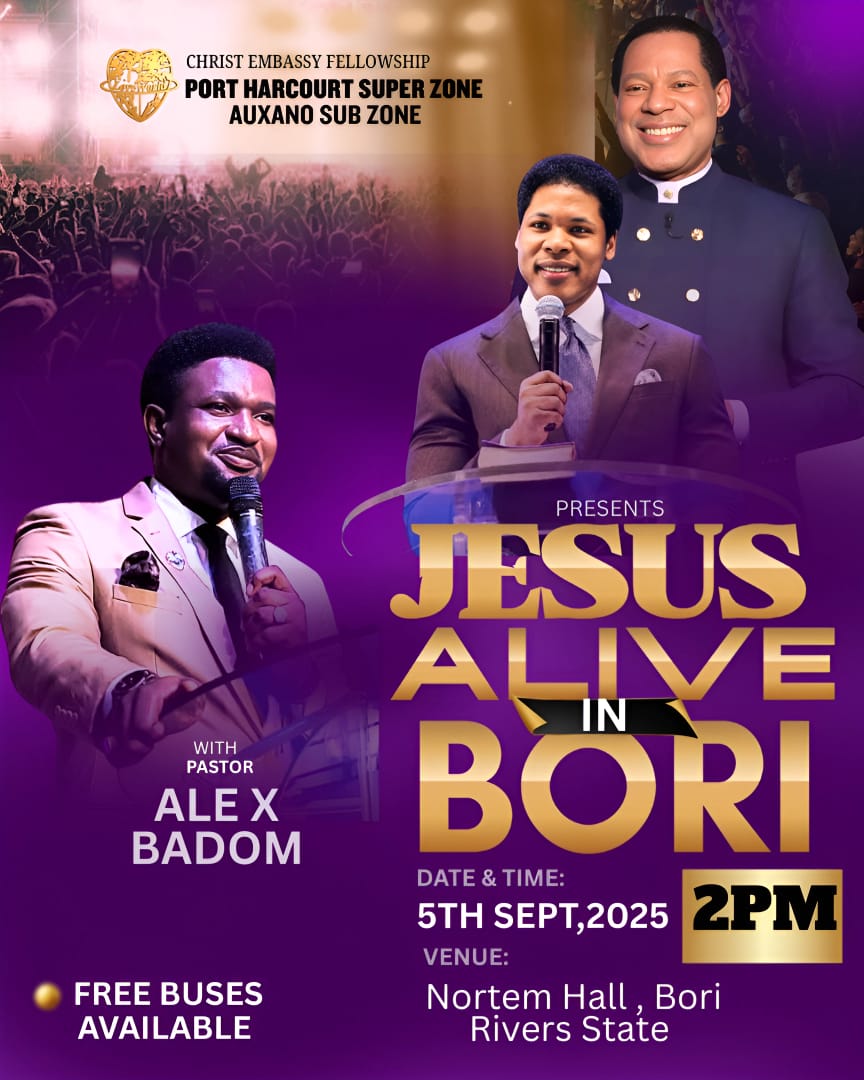 CHRIST EMBASSY FELLOWSHIP
PORT HARCOURT SUPER ZONE
AUXANO SUB ZONE
PRESENTS
JESUS
ALIVE
IN
BORI
WITH
PASTOR
ALE X
BADOM
DATE & TIME:
5TH SEPT,2025
2PM
VENUE:
Nortem Hall , Bori
Rivers State
FREE BUSES
AVAILABLE